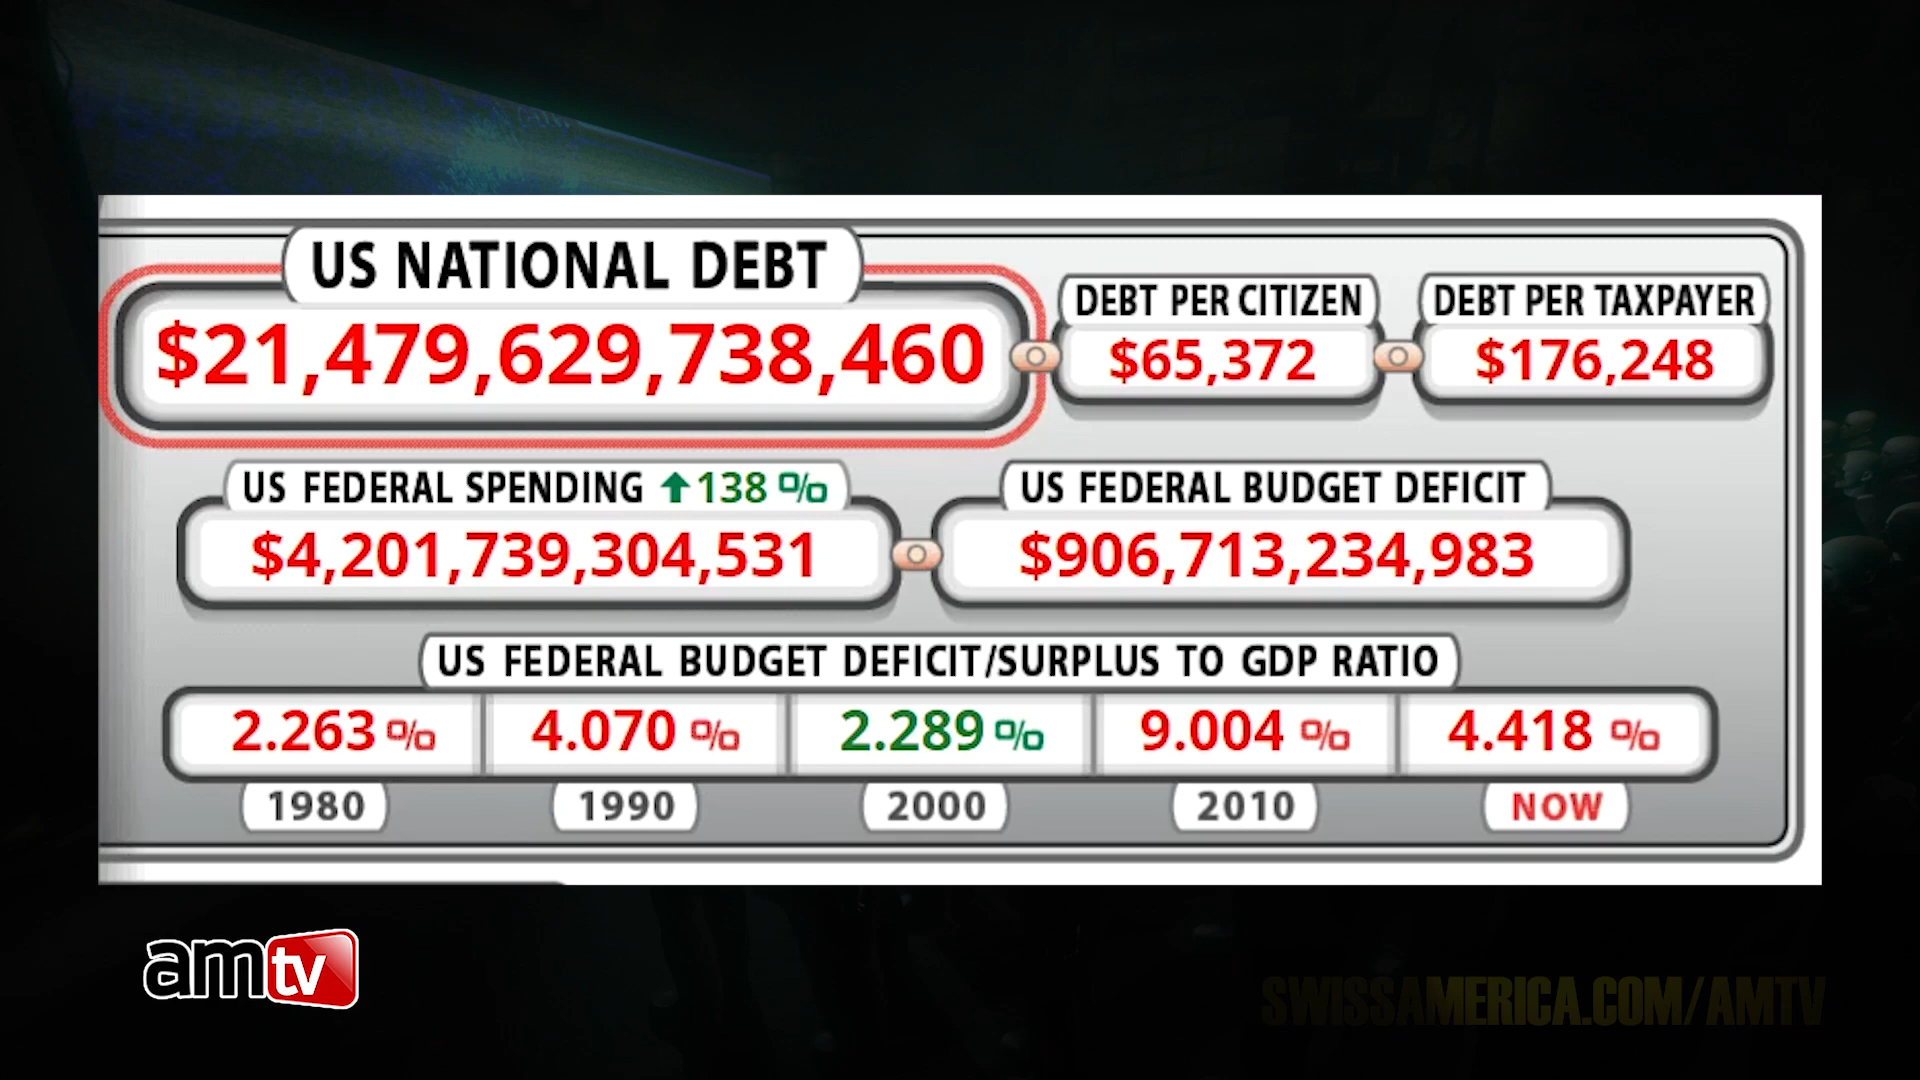 US NATIONAL DEBT
$21,479,629,738,460
DEBT PER CITIZEN
$65,372
DEBT PER TAXPAYER
$176,248
US FEDERAL SPENDING ↑138 %
$4,201,739,304,531
US FEDERAL BUDGET DEFICIT
$906,713,234,983
US FEDERAL BUDGET DEFICIT/SURPLUS TO GDP RATIO
2.263 % 4.070 % 2.289 % 9.004 % 4.418 %
1980 1990 2000 2010 NOW
amtv
SWISSAMERICA.COM/AMTV